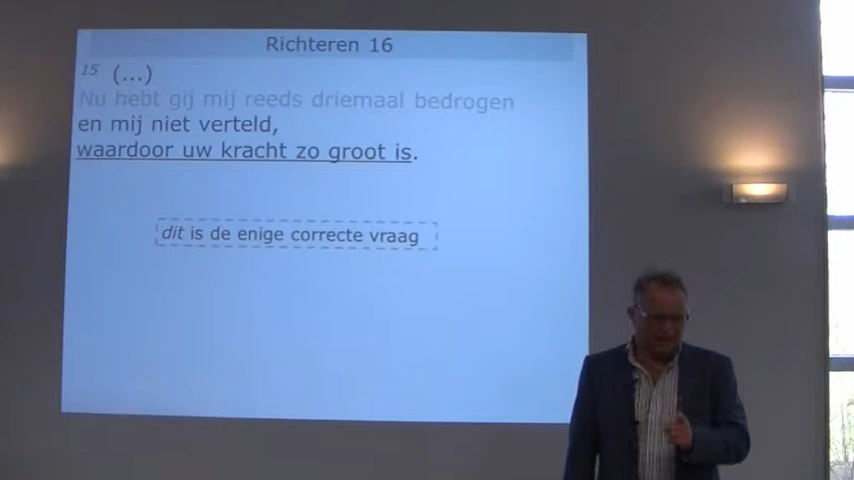 Richteren 16
15 (...)
Nu hebt gij mij reeds driemaal bedrogen
en mij niet verteld,
waardoor uw kracht zo groot is.
dit is de enige correcte vraag